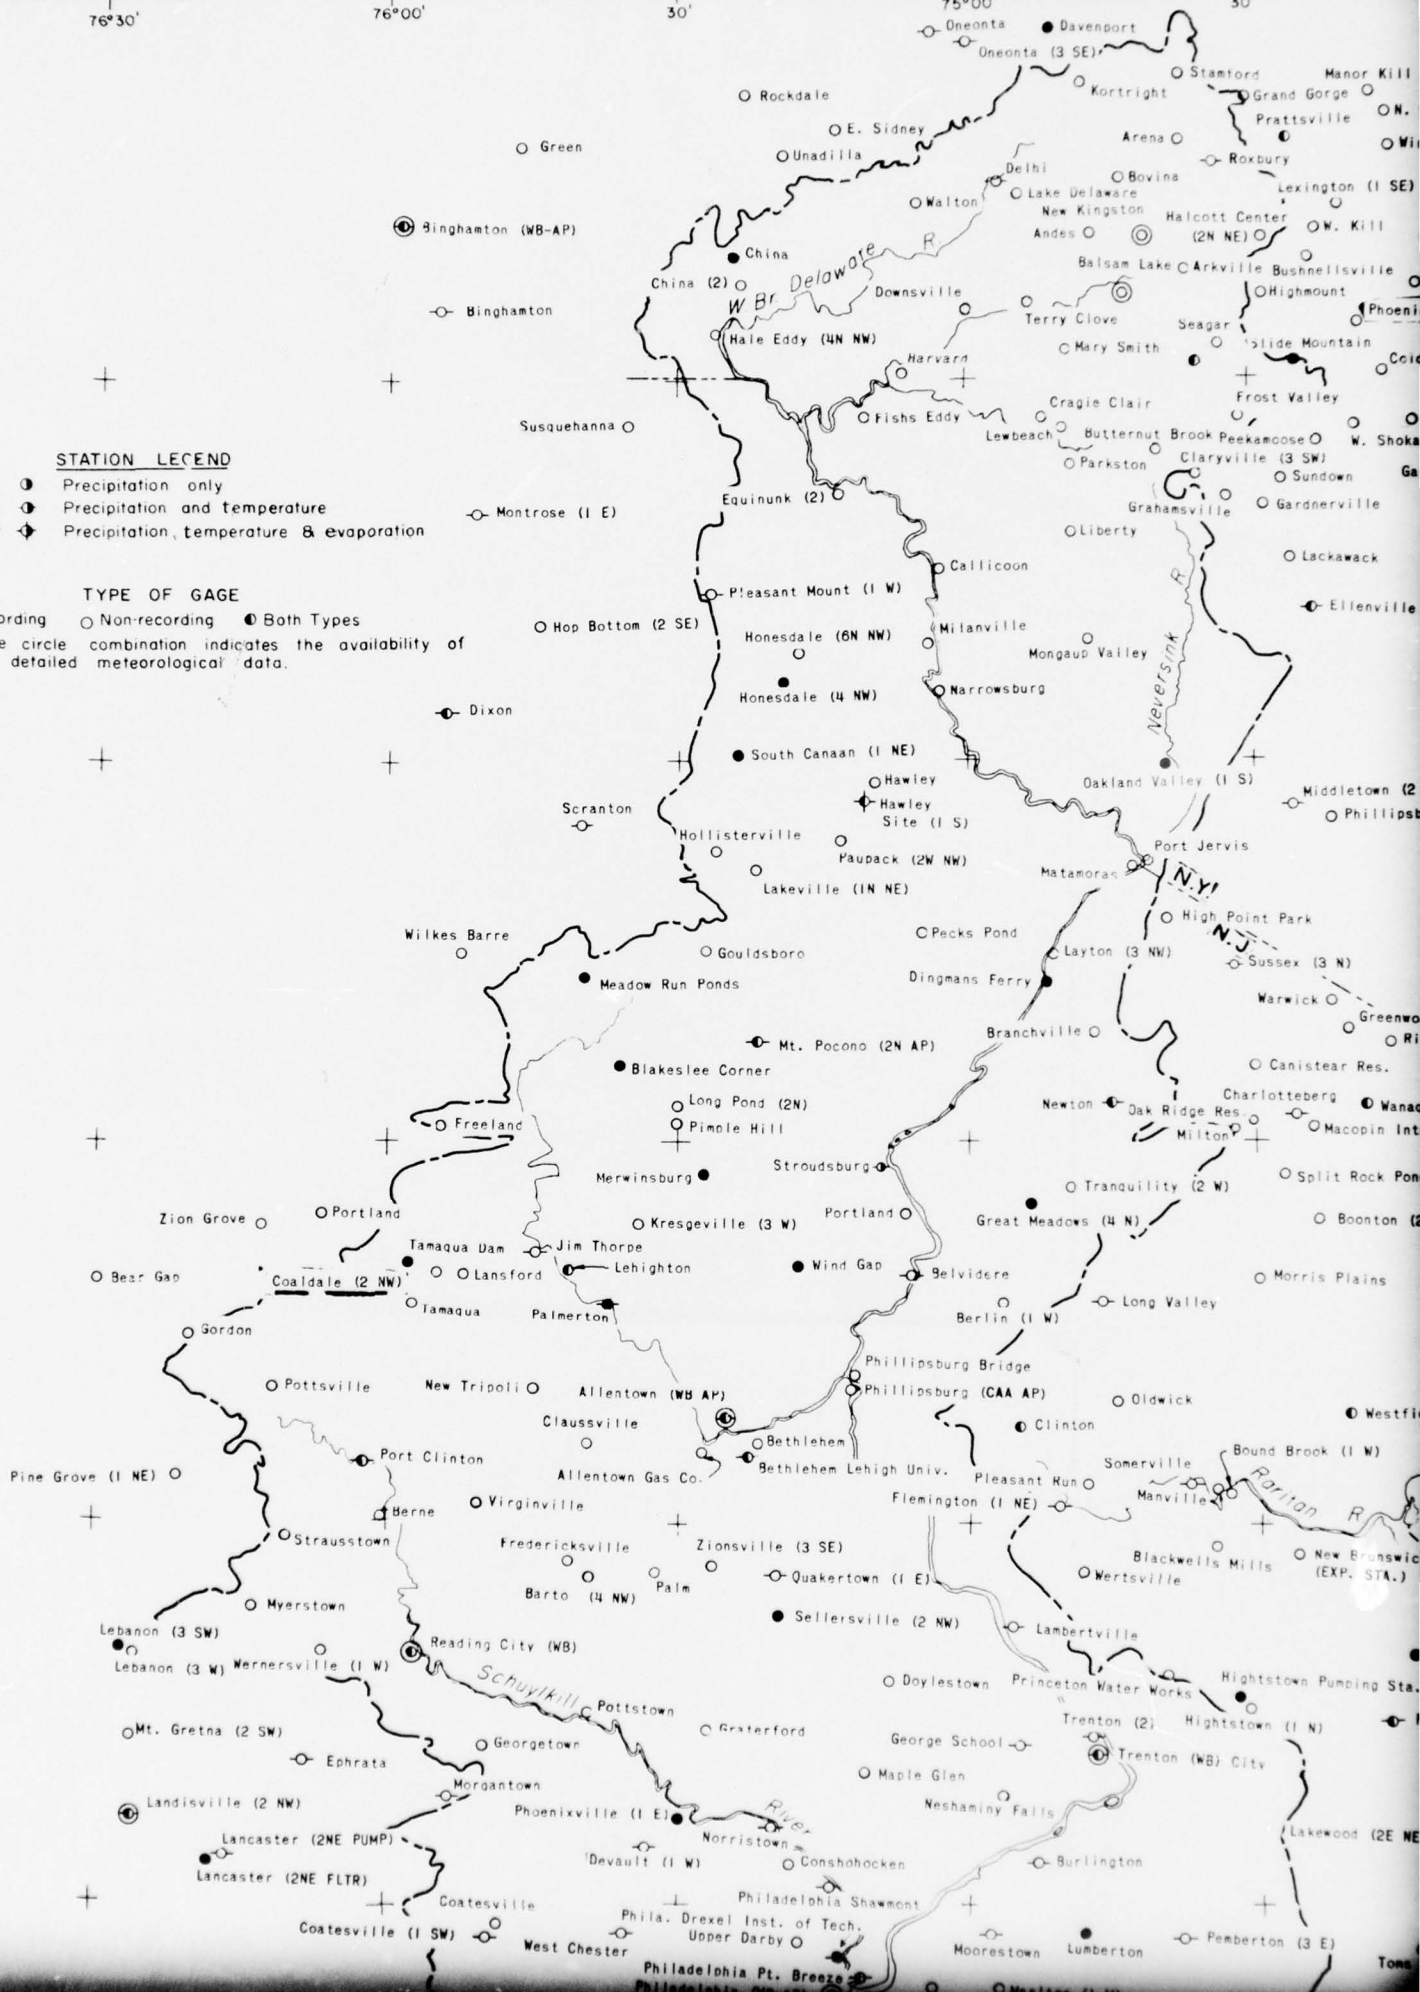 76°30'
76°00'
30'
75°00'
30'
Oneonta
Davenport
Oneonta (3 SE)
Stamford
Manor Kill
Kortright
Grand Gorge
Rockdale
Prattsville
N.
E. Sidney
Arena
Green
Unadilla
Roxbury
Delhi
Bovina
Lexington (1 SE)
Lake Delaware
Walton
New Kingston
Halcott Center
(2N NE)
W. Kill
Andes
Binghamton (WB-AP)
China
W. Br. Delaware R.
Balsam Lake
Arkville
Bushnellsville
China (2)
Downsville
Highmount
Binghamton
Terry Clove
Hale Eddy (4N NW)
Seagar
Slide Mountain
Mary Smith
Harvard
Frost Valley
Cragie Clair
Fishs Eddy
Susquehanna
Lewbeach
Butternut Brook
Peekamoose
W. Shoka
STATION LEGEND
Claryville (3 SW)
Parkston
Sundown
Ga
Precipitation only
Equinunk (2)
Precipitation and temperature
Grahamsville
Gardnerville
Montrose (1 E)
Precipitation, temperature & evaporation
Liberty
Lackawack
Callicoon
TYPE OF GAGE
Pleasant Mount (1 W)
Ellenville
ording Non-recording Both Types
Hop Bottom (2 SE)
Milanville
Honesdale (6N NW)
e circle combination indicates the availability of
detailed meteorological data.
Mongaup Valley
Neversink R.
Honesdale (4 NW)
Narrowsburg
Dixon
South Canaan (1 NE)
Hawley
Oakland Valley (1 S)
Middletown (2
Scranton
Hawley
Site (1 S)
Phillipsb
Hollisterville
Port Jervis
Paupack (2W NW)
Matamoras
N.Y.
Lakeville (1N NE)
High Point Park
Wilkes Barre
Pecks Pond
N.J.
Gouldsboro
Layton (3 NW)
Sussex (3 N)
Meadow Run Ponds
Dingmans Ferry
Warwick
Greenwo
Branchville
Ri
Mt. Pocono (2N AP)
Blakeslee Corner
Canistear Res.
Long Pond (2N)
Newton
Charlotteberg
Wanaq
Oak Ridge Res.
Freeland
Pimple Hill
Milton
Macopin Int
Stroudsburg
Merwinsburg
Split Rock Pon
Tranquility (2 W)
Zion Grove
Portland
Kresgeville (3 W)
Portland
Great Meadows (4 N)
Boonton (2
Tamaqua Dam
Jim Thorpe
Bear Gap
Lansford
Lehighton
Wind Gap
Belvidere
Coaldale (2 NW)
Morris Plains
Tamaqua
Palmerton
Berlin (1 W)
Long Valley
Gordon
Phillipsburg Bridge
Pottsville
New Tripoli
Allentown (WB AP)
Phillipsburg (CAA AP)
Oldwick
Claussville
Clinton
Westfi
Bethlehem
Port Clinton
Bound Brook (1 W)
Pine Grove (1 NE)
Allentown Gas Co.
Bethlehem Lehigh Univ.
Pleasant Run
Somerville
Manville
Raritan R.
Virginville
Flemington (1 NE)
Berne
Strausstown
Fredericksville
Zionsville (3 SE)
Blackwells Mills
New Brunswic
(EXP. STA.)
Wertsville
Barto (4 NW)
Palm
Quakertown (1 E)
Myerstown
Sellersville (2 NW)
Lambertville
Lebanon (3 SW)
Reading City (WB)
Lebanon (3 W)
Wernersville (1 W)
Schuylkill
Doylestown
Princeton Water Works
Hightstown Pumping Sta.
Pottstown
Mt. Gretna (2 SW)
Graterford
Trenton (2)
Hightstown (1 N)
Georgetown
George School
Trenton (WB) City
Ephrata
Maple Glen
Morgantown
Landisville (2 NW)
Phoenixville (1 E)
River
Neshaminy Falls
Lancaster (2NE PUMP)
Norristown
Lakewood (2E NE
Devault (1 W)
Conshohocken
Burlington
Lancaster (2NE FLTR)
Philadelphia Shawmont
Coatesville
Phila. Drexel Inst. of Tech.
Coatesville (1 SW)
Upper Darby
West Chester
Moorestown
Lumberton
Pemberton (3 E)
Philadelphia Pt. Breeze
Toms